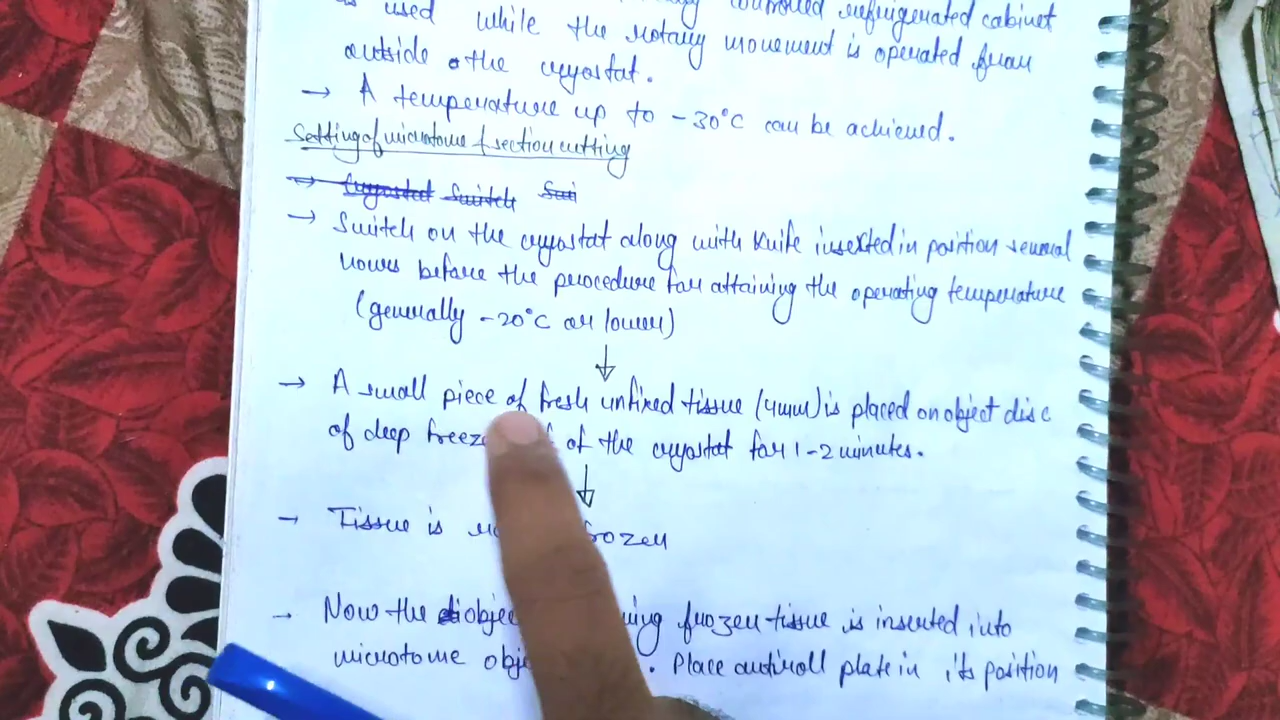 used while the rotary movement is operated from
outside the cryostat.
→ A temperature up to -30°C can be achieved.
Setting of microtome & section cutting
→ Cryostat Switch
→ Switch on the cryostat along with knife inserted in position several
hours before the procedure for attaining the operating temperature
(generally -20°C or lower)
↓
→ A small piece of fresh unfixed tissue (4mm) is placed on object disc
of deep freeze of the cryostat for 1-2 minutes.
↓
→ Tissue is frozen
→ Now the frozen tissue is inserted into
microtome . Place antiroll plate in its position